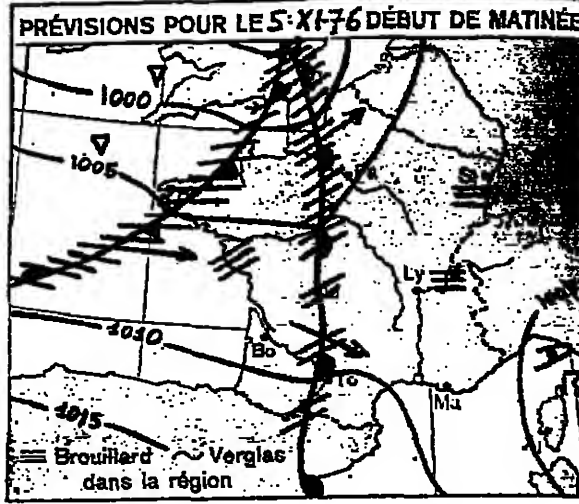 PRÉVISIONS POUR LE 5·XI-76 DÉBUT DE MATINÉE
1000
1005
St
Ly
1010
Bo
To
Ma
1015
Brouillard Verglas
dans la région